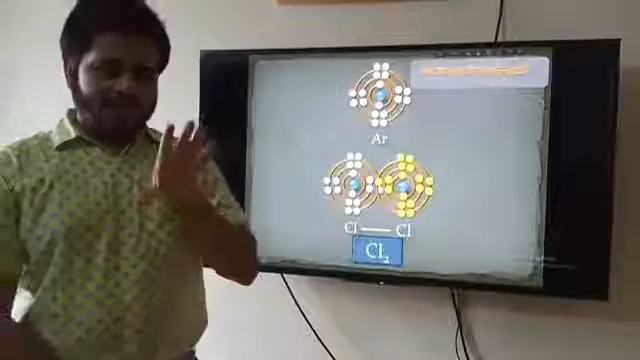 Ar
Cl — Cl
Cl₂